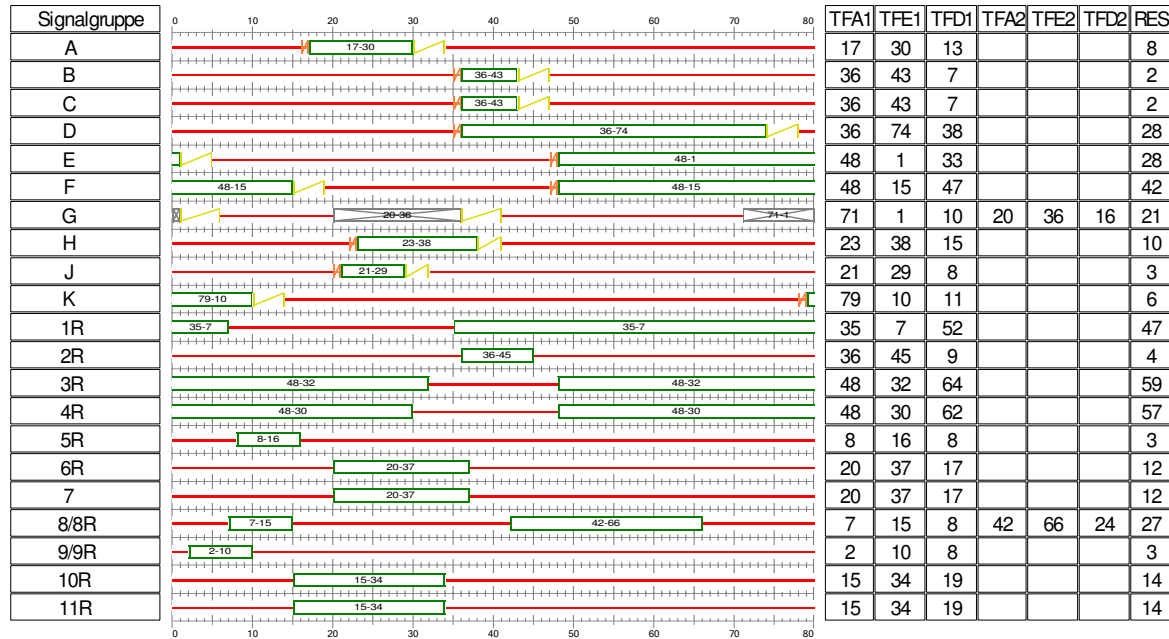 Signalgruppe 0 10 20 30 40 50 60 70 80 TFA1 TFE1 TFD1 TFA2 TFE2 TFD2 RES
A 17-30 17 30 13 8
B 36-43 36 43 7 2
C 36-43 36 43 7 2
D 36-74 36 74 38 28
E 48-1 48 1 33 28
F 48-15 48-15 48 15 47 42
G 20-36 71-1 71 1 10 20 36 16 21
H 23-38 23 38 15 10
J 21-29 21 29 8 3
K 79-10 79 10 11 6
1R 35-7 35-7 35 7 52 47
2R 36-45 36 45 9 4
3R 48-32 48-32 48 32 64 59
4R 48-30 48-30 48 30 62 57
5R 8-16 8 16 8 3
6R 20-37 20 37 17 12
7 20-37 20 37 17 12
8/8R 7-15 42-66 7 15 8 42 66 24 27
9/9R 2-10 2 10 8 3
10R 15-34 15 34 19 14
11R 15-34 15 34 19 14
0 10 20 30 40 50 60 70 80